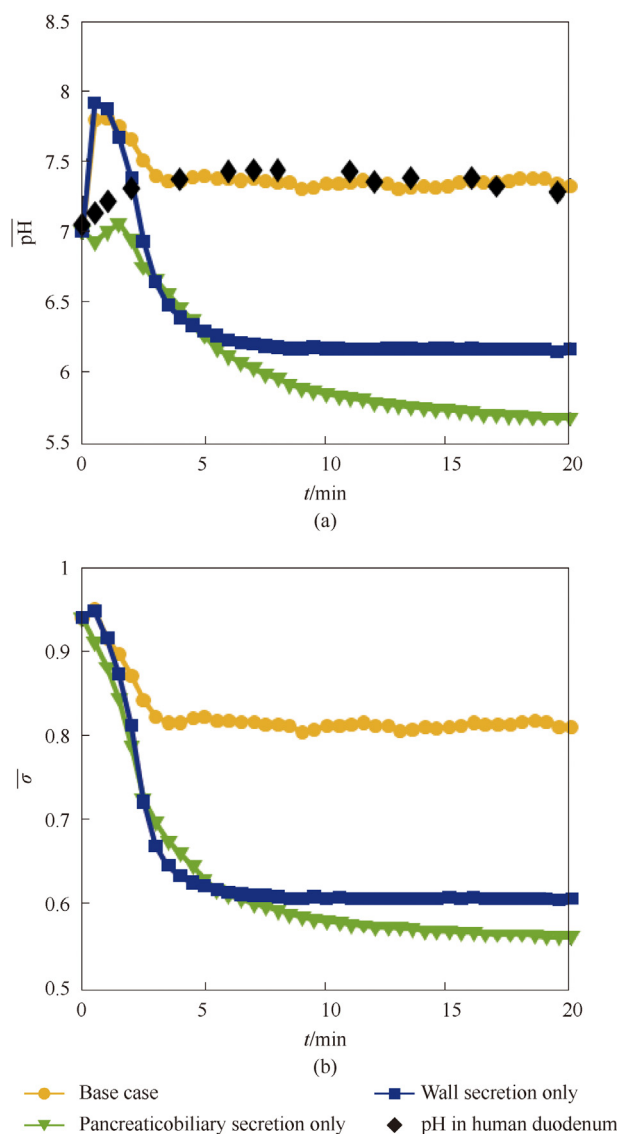 8.5
8
7.5
7
6.5
6
5.5
pH
0 5 10 15 20
t/min
(a)
1
0.9
0.8
0.7
0.6
0.5
σ
0 5 10 15 20
t/min
(b)
Base case
Wall secretion only
Pancreaticobiliary secretion only
pH in human duodenum